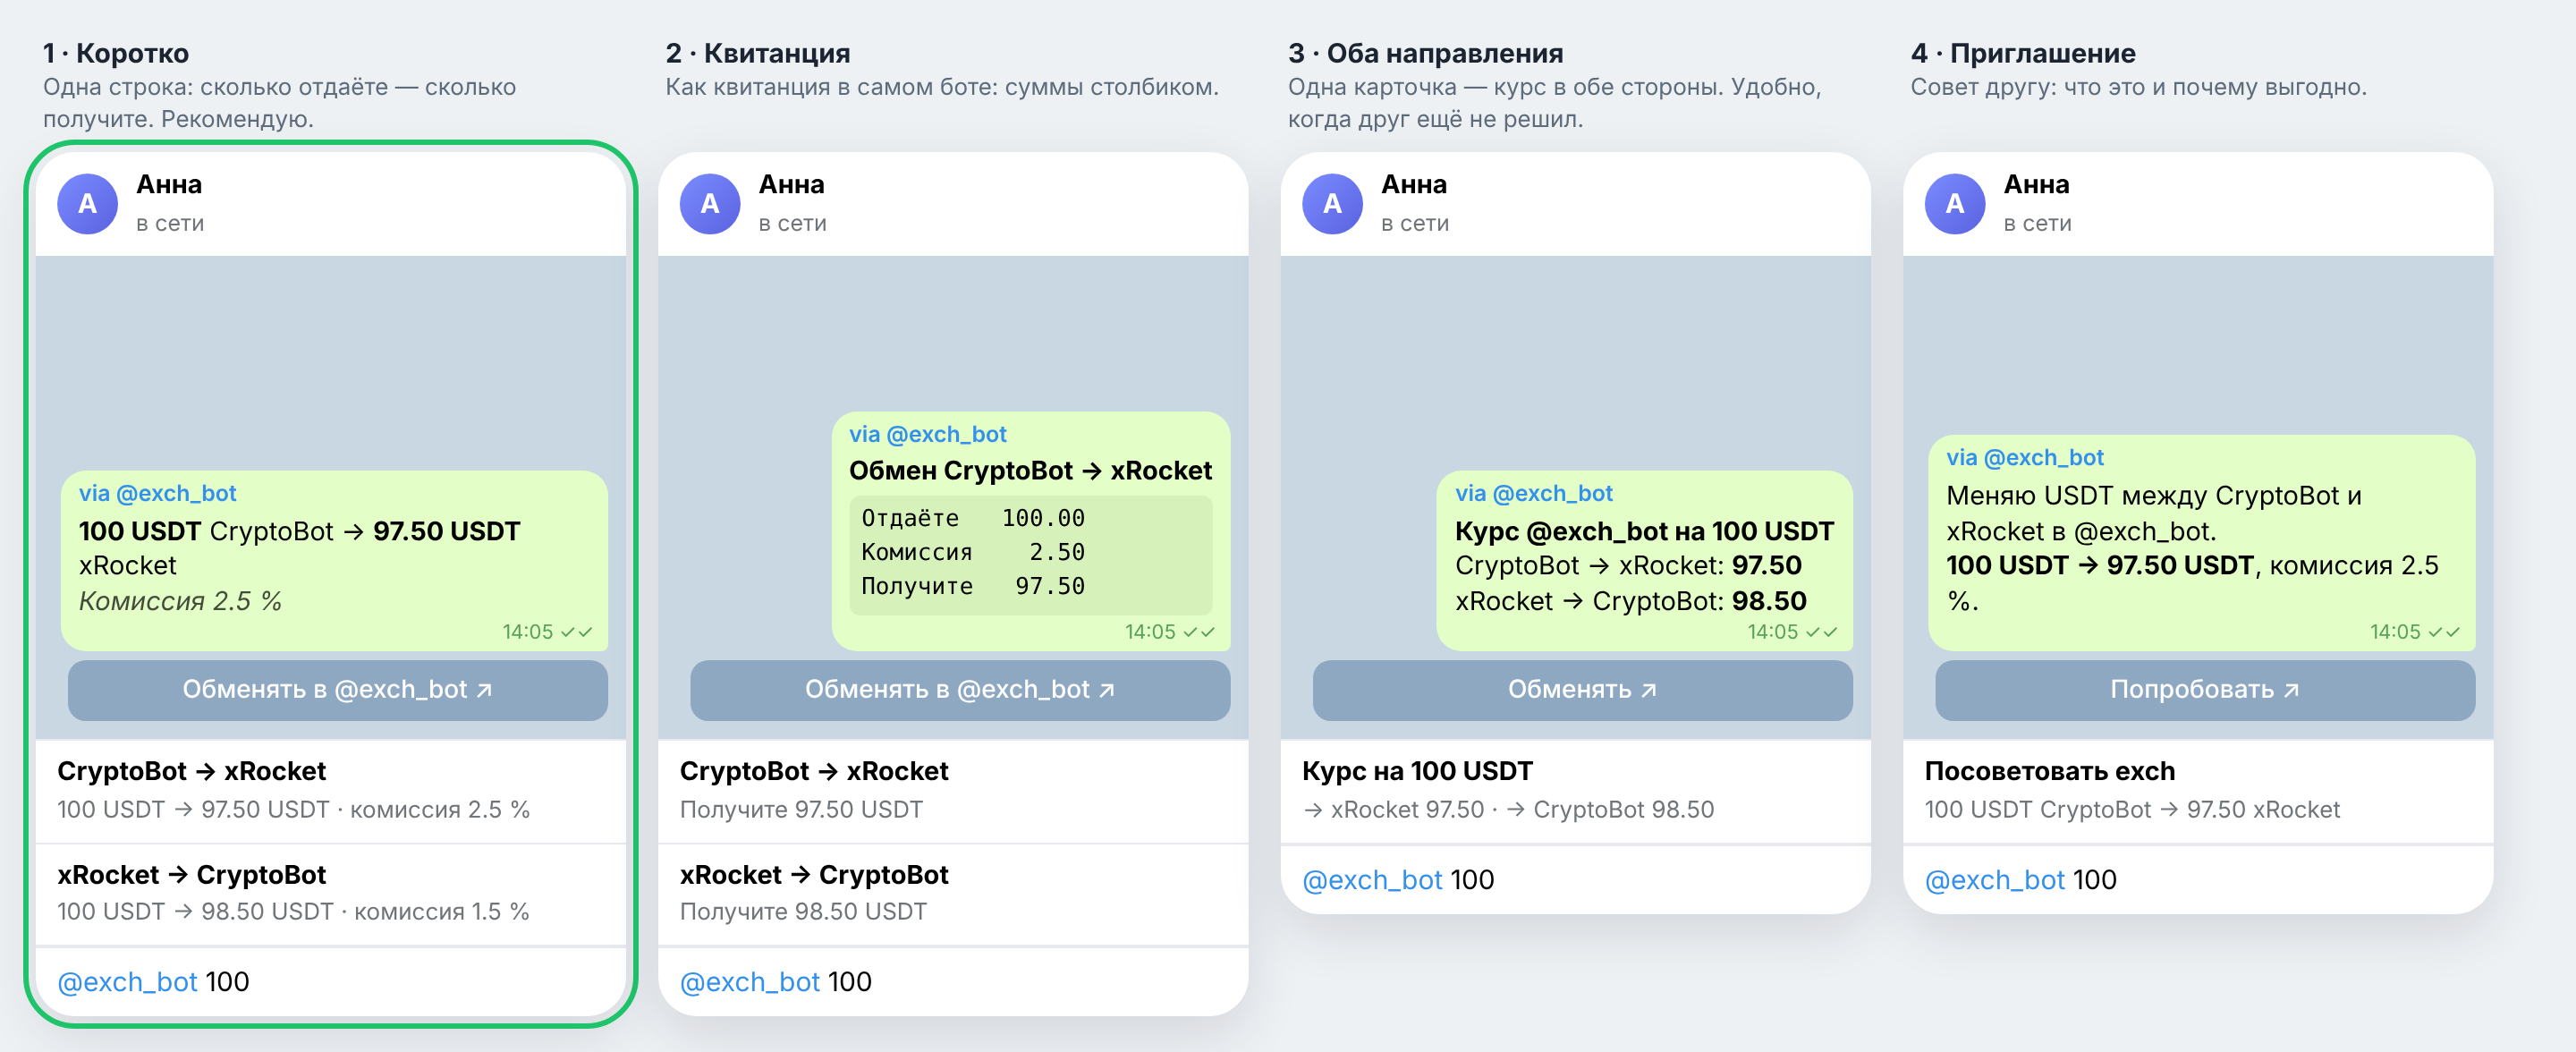 1 · Коротко
Одна строка: сколько отдаёте — сколько
получите. Рекомендую.
A
Анна
в сети
via @exch_bot
100 USDT CryptoBot → 97.50 USDT
xRocket
Комиссия 2.5 %
14:05 ✓✓
Обменять в @exch_bot ↗
CryptoBot → xRocket
100 USDT → 97.50 USDT · комиссия 2.5 %
xRocket → CryptoBot
100 USDT → 98.50 USDT · комиссия 1.5 %
@exch_bot 100
2 · Квитанция
Как квитанция в самом боте: суммы столбиком.
A
Анна
в сети
via @exch_bot
Обмен CryptoBot → xRocket
Отдаёте 100.00
Комиссия 2.50
Получите 97.50
14:05 ✓✓
Обменять в @exch_bot ↗
CryptoBot → xRocket
Получите 97.50 USDT
xRocket → CryptoBot
Получите 98.50 USDT
@exch_bot 100
3 · Оба направления
Одна карточка — курс в обе стороны. Удобно,
когда друг ещё не решил.
A
Анна
в сети
via @exch_bot
Курс @exch_bot на 100 USDT
CryptoBot → xRocket: 97.50
xRocket → CryptoBot: 98.50
14:05 ✓✓
Обменять ↗
Курс на 100 USDT
→ xRocket 97.50 · → CryptoBot 98.50
@exch_bot 100
4 · Приглашение
Совет другу: что это и почему выгодно.
A
Анна
в сети
via @exch_bot
Меняю USDT между CryptoBot и
xRocket в @exch_bot.
100 USDT → 97.50 USDT, комиссия 2.5
%.
14:05 ✓✓
Попробовать ↗
Посоветовать exch
100 USDT CryptoBot → 97.50 xRocket
@exch_bot 100